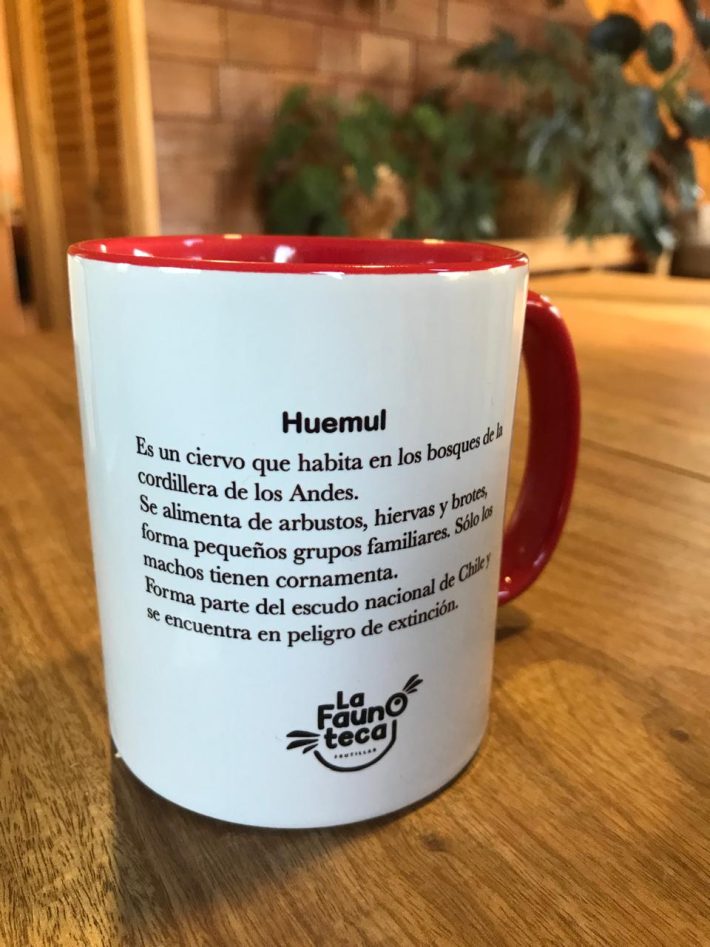 Huemul
Es un ciervo que habita en los bosques de la
cordillera de los Andes.
Se alimenta de arbustos, hiervas y brotes,
forma pequeños grupos familiares. Sólo los
machos tienen cornamenta.
Forma parte del escudo nacional de Chile y
se encuentra en peligro de extinción.
La
Fauno
teca
FRUTILLAR